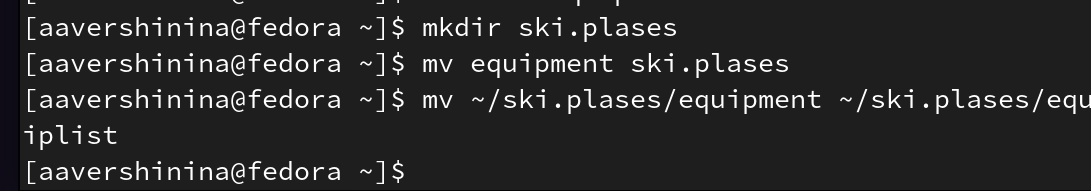 [aavershinina@fedora ~]$ mkdir ski.plases
[aavershinina@fedora ~]$ mv equipment ski.plases
[aavershinina@fedora ~]$ mv ~/ski.plases/equipment ~/ski.plases/equ
iplist
[aavershinina@fedora ~]$